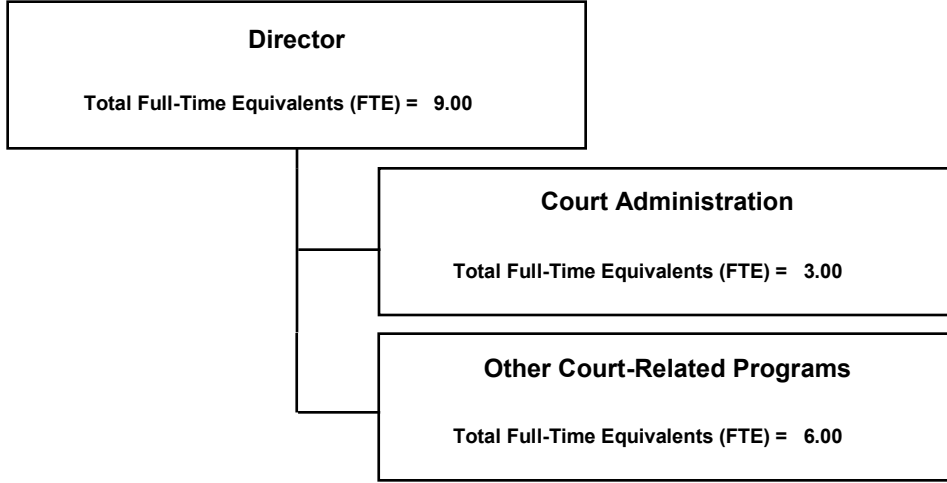 Director
Total Full-Time Equivalents (FTE) = 9.00
Court Administration
Total Full-Time Equivalents (FTE) = 3.00
Other Court-Related Programs
Total Full-Time Equivalents (FTE) = 6.00